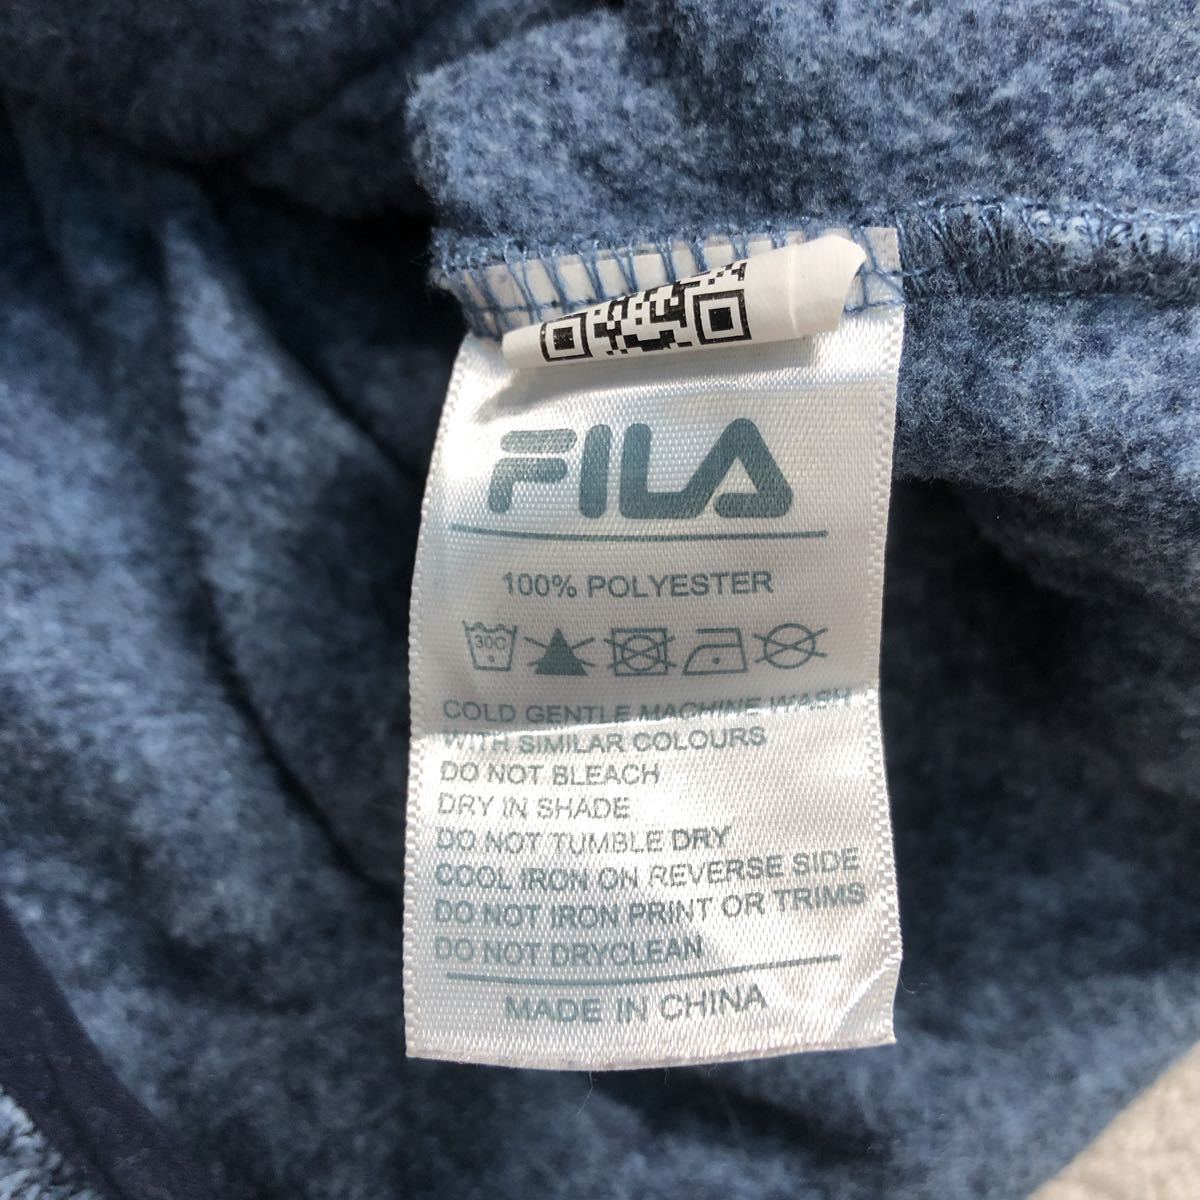 FILA
100% POLYESTER
30C
COLD GENTLE MACHINE WASH
WITH SIMILAR COLOURS
DO NOT BLEACH
DRY IN SHADE
DO NOT TUMBLE DRY
COOL IRON ON REVERSE SIDE
DO NOT IRON PRINT OR TRIMS
DO NOT DRYCLEAN
MADE IN CHINA